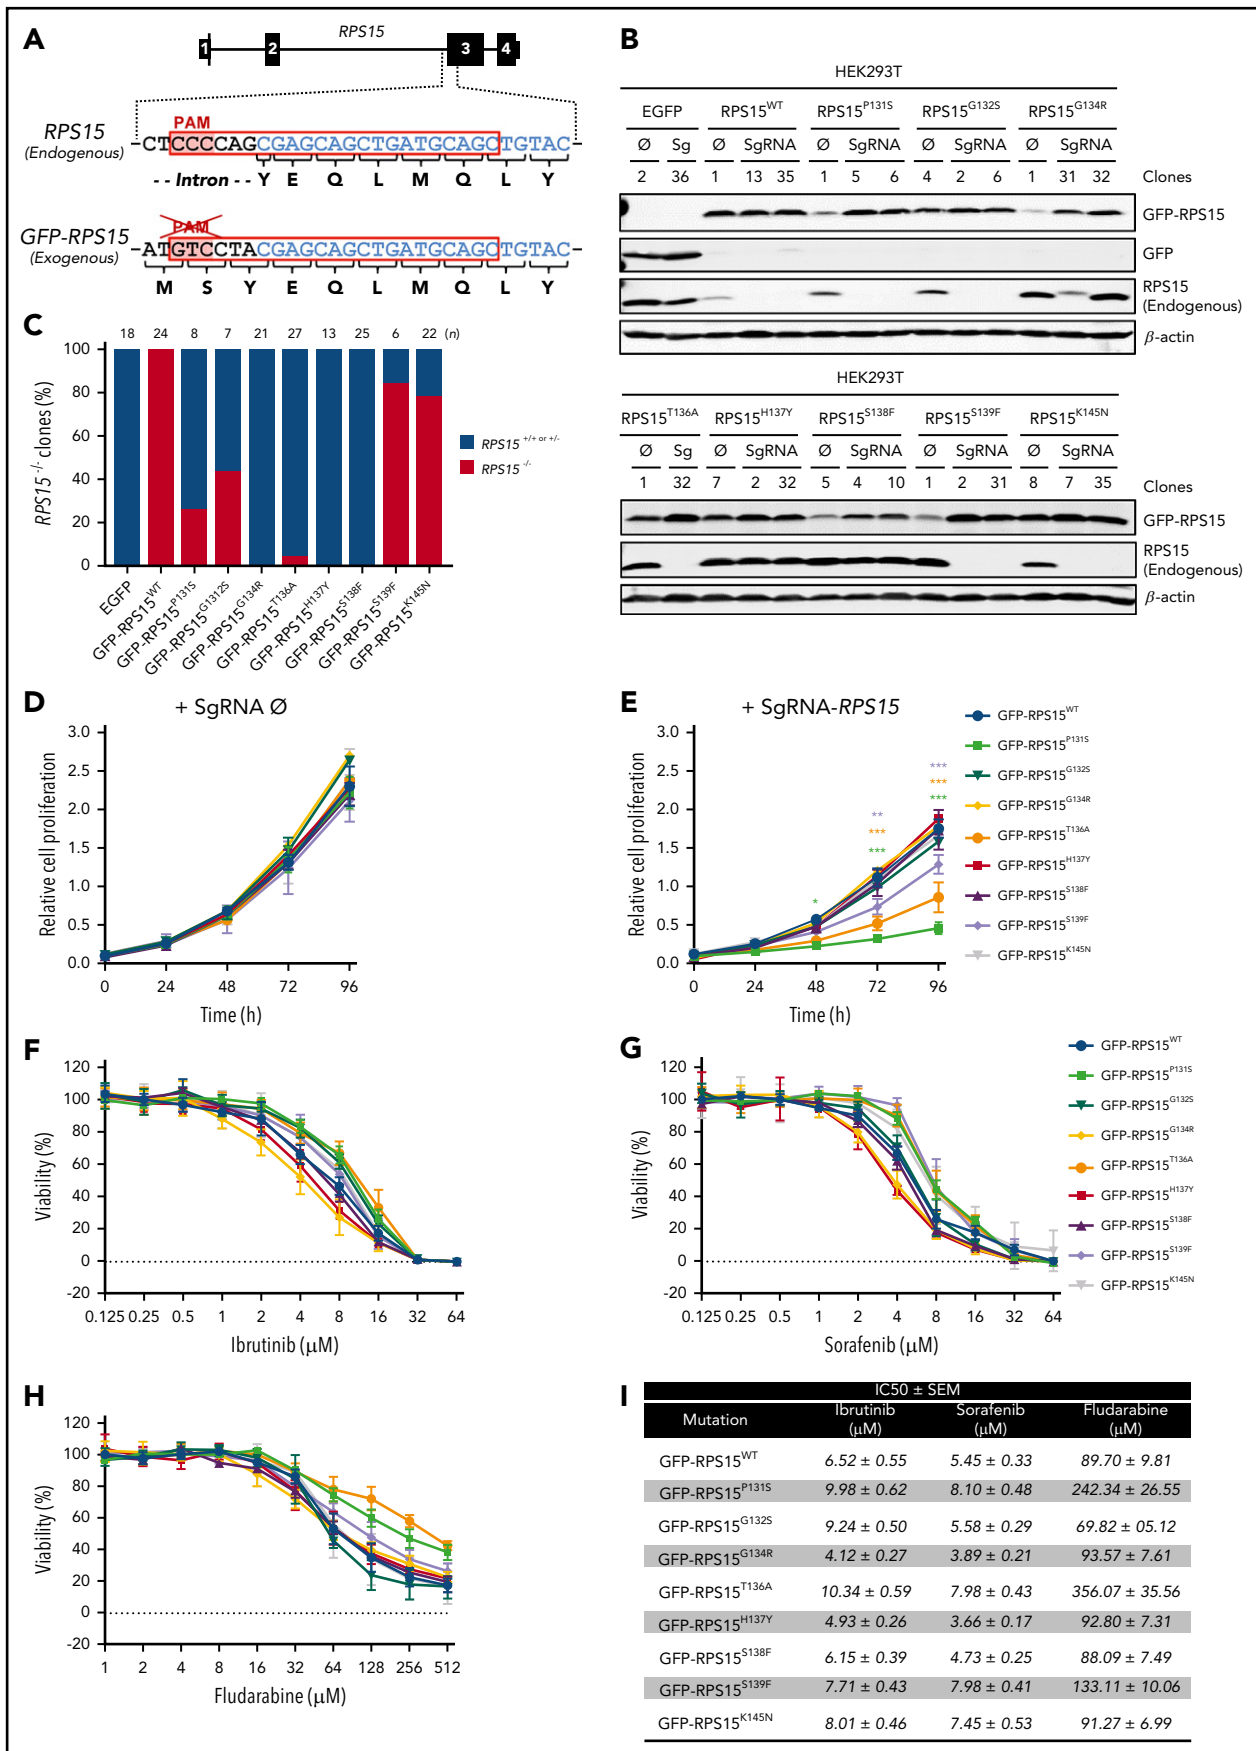 A
RPS15
1 2 3 4
PAM
RPS15
(Endogenous)
-CTCCCCAGCGAGCAGCTGATGCAGCTGTAC-
- - Intron - - Y E Q L M Q L Y
PAM
GFP-RPS15
(Exogenous)
-ATGTCCTACGAGCAGCTGATGCAGCTGTAC-
M S Y E Q L M Q L Y
B
HEK293T
EGFP RPS15WT RPS15P131S RPS15G132S RPS15G134R
Ø Sg Ø SgRNA Ø SgRNA Ø SgRNA Ø SgRNA
2 36 1 13 35 1 5 6 4 2 6 1 31 32 Clones
GFP-RPS15
GFP
RPS15
(Endogenous)
β-actin
HEK293T
RPS15T136A RPS15H137Y RPS15S138F RPS15S139F RPS15K145N
Ø Sg Ø SgRNA Ø SgRNA Ø SgRNA Ø SgRNA
1 32 7 2 32 5 4 10 1 2 31 8 7 35 Clones
GFP-RPS15
RPS15
(Endogenous)
β-actin
C
18 24 8 7 21 27 13 25 6 22 (n)
RPS15 -/- clones (%)
100
80
60
40
20
0
RPS15 +/+ or +/-
RPS15 -/-
EGFP
GFP-RPS15WT
GFP-RPS15P131S
GFP-RPS15G1312S
GFP-RPS15G134R
GFP-RPS15T136A
GFP-RPS15H137Y
GFP-RPS15S138F
GFP-RPS15S139F
GFP-RPS15K145N
D
+ SgRNA Ø
Relative cell proliferation
3.0
2.5
2.0
1.5
1.0
0.5
0.0
0 24 48 72 96
Time (h)
E
+ SgRNA-RPS15
Relative cell proliferation
3.0
2.5
2.0
1.5
1.0
0.5
0.0
*
**
***
***
***
***
***
0 24 48 72 96
Time (h)
GFP-RPS15WT
GFP-RPS15P131S
GFP-RPS15G132S
GFP-RPS15G134R
GFP-RPS15T136A
GFP-RPS15H137Y
GFP-RPS15S138F
GFP-RPS15S139F
GFP-RPS15K145N
F
Viability (%)
120
100
80
60
40
20
0
-20
0.125 0.25 0.5 1 2 4 8 16 32 64
Ibrutinib (μM)
G
Viability (%)
120
100
80
60
40
20
0
-20
0.125 0.25 0.5 1 2 4 8 16 32 64
Sorafenib (μM)
GFP-RPS15WT
GFP-RPS15P131S
GFP-RPS15G132S
GFP-RPS15G134R
GFP-RPS15T136A
GFP-RPS15H137Y
GFP-RPS15S138F
GFP-RPS15S139F
GFP-RPS15K145N
H
Viability (%)
120
100
80
60
40
20
0
-20
1 2 4 8 16 32 64 128 256 512
Fludarabine (μM)
I
IC50 ± SEM
Mutation Ibrutinib (μM) Sorafenib (μM) Fludarabine (μM)
GFP-RPS15WT 6.52 ± 0.55 5.45 ± 0.33 89.70 ± 9.81
GFP-RPS15P131S 9.98 ± 0.62 8.10 ± 0.48 242.34 ± 26.55
GFP-RPS15G132S 9.24 ± 0.50 5.58 ± 0.29 69.82 ± 05.12
GFP-RPS15G134R 4.12 ± 0.27 3.89 ± 0.21 93.57 ± 7.61
GFP-RPS15T136A 10.34 ± 0.59 7.98 ± 0.43 356.07 ± 35.56
GFP-RPS15H137Y 4.93 ± 0.26 3.66 ± 0.17 92.80 ± 7.31
GFP-RPS15S138F 6.15 ± 0.39 4.73 ± 0.25 88.09 ± 7.49
GFP-RPS15S139F 7.71 ± 0.43 7.98 ± 0.41 133.11 ± 10.06
GFP-RPS15K145N 8.01 ± 0.46 7.45 ± 0.53 91.27 ± 6.99